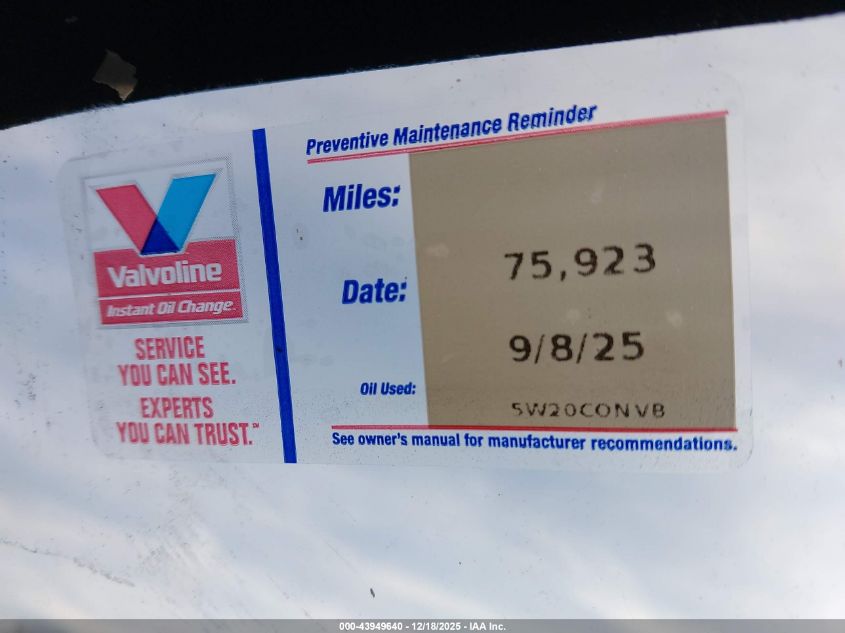 Preventive Maintenance Reminder
Miles: 75,923
Date: 9/8/25
Oil Used: 5W20CONVB
See owner's manual for manufacturer recommendations.
Valvoline
Instant Oil Change™
SERVICE
YOU CAN SEE.
EXPERTS
YOU CAN TRUST.™
000-43949640 - 12/18/2025 - IAA Inc.